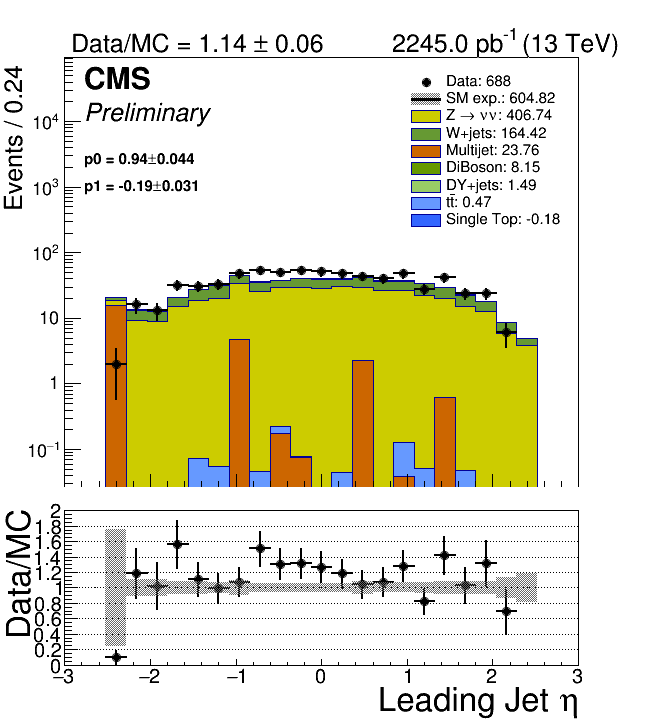 Data/MC = 1.14 ± 0.06
2245.0 pb⁻¹ (13 TeV)
Events / 0.24
CMS
Preliminary
p0 = 0.94±0.044
p1 = -0.19±0.031
Data: 688
SM exp.: 604.82
Z → νν: 406.74
W+jets: 164.42
Multijet: 23.76
DiBoson: 8.15
DY+jets: 1.49
tt̄: 0.47
Single Top: -0.18
10⁴
10³
10²
10
1
10⁻¹
Data/MC
2
1.8
1.6
1.4
1.2
1
0.8
0.6
0.4
0.2
0
−3 −2 −1 0 1 2 3
Leading Jet η